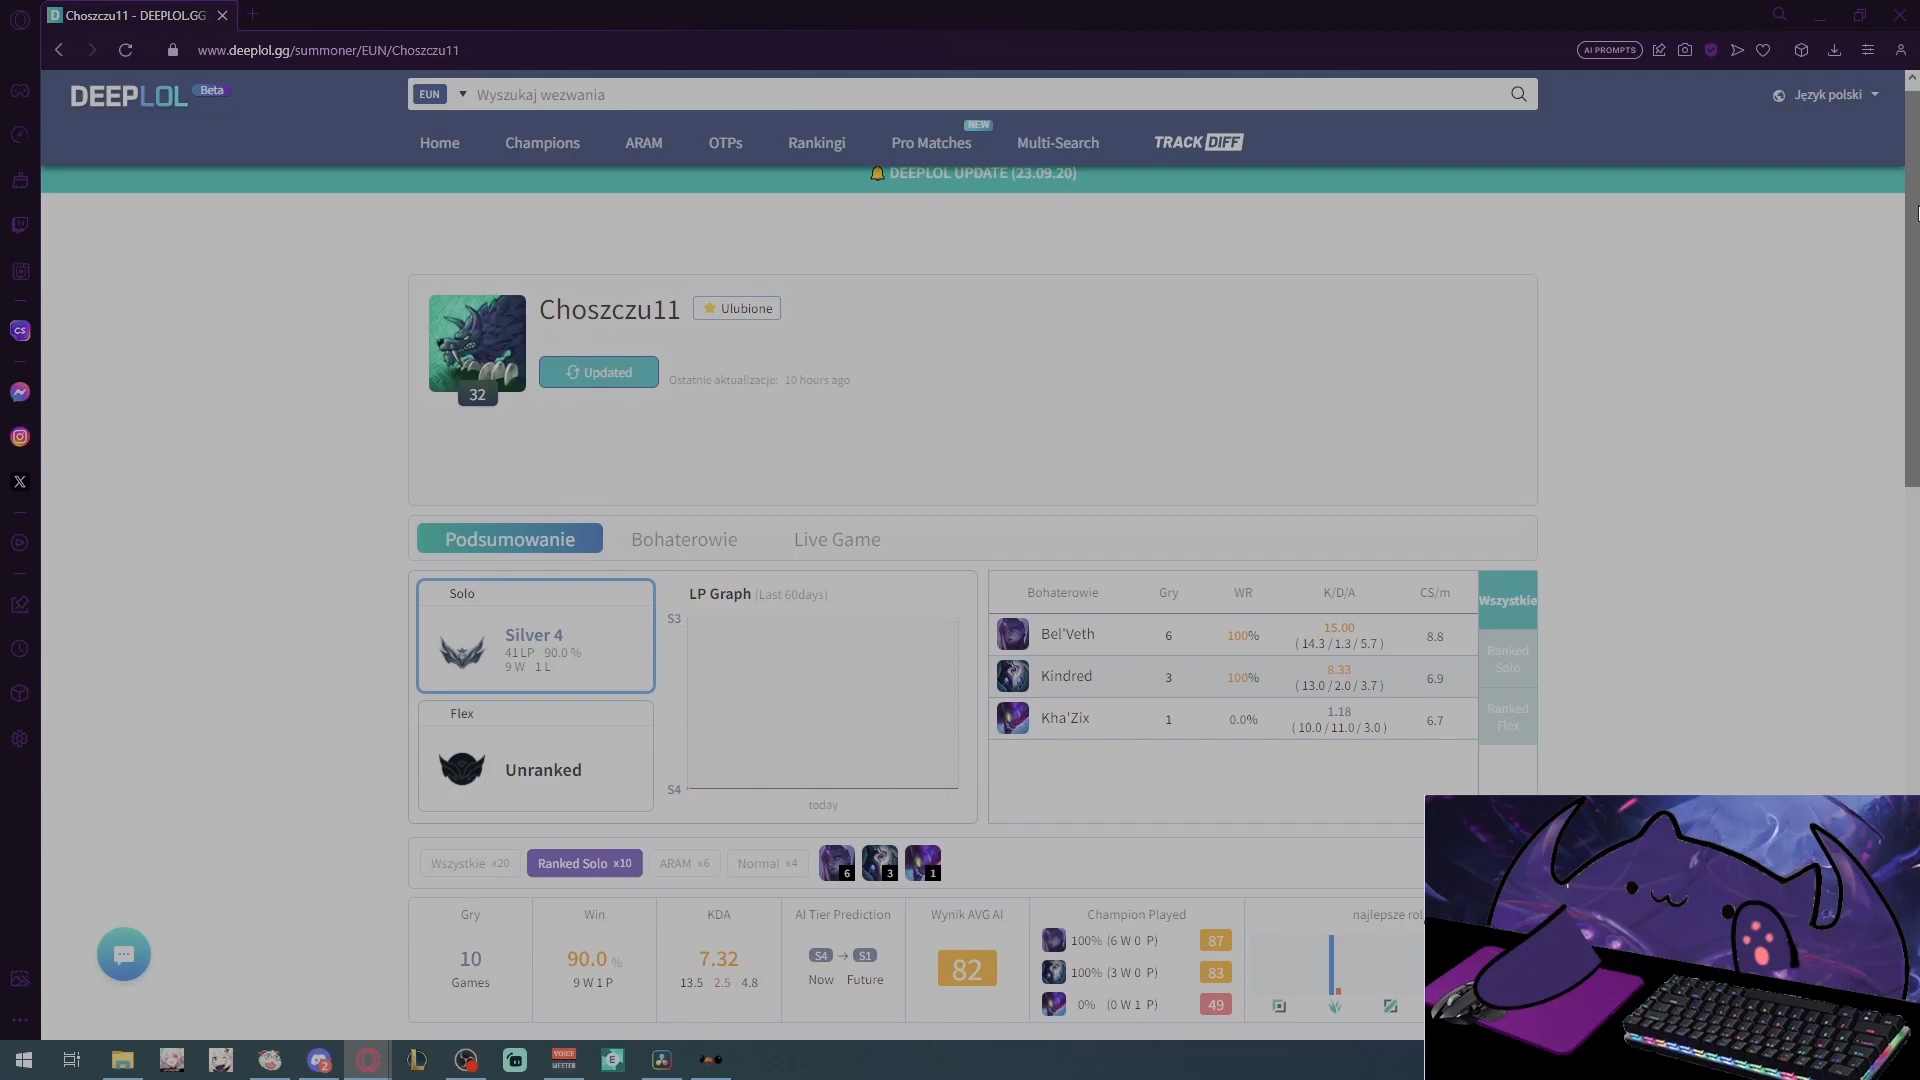 Choszczu11 - DEEPLOL.GG
www.deeplol.gg/summoner/EUN/Choszczu11
AI PROMPTS
DEEPLOL Beta
EUN Wyszukaj wezwania
Język polski
NEW
Home Champions ARAM OTPs Rankingi Pro Matches Multi-Search TRACK DIFF
DEEPLOL UPDATE (23.09.20)
Choszczu11 Ulubione
Updated Ostatnie aktualizacje: 10 hours ago
32
Podsumowanie Bohaterowie Live Game
Solo
Silver 4
41 LP 90.0 %
9 W 1 L
Flex
Unranked
LP Graph (Last 60days)
S3
S4
today
Bohaterowie Gry WR K/D/A CS/m
Bel'Veth 6 100% 15.00 ( 14.3 / 1.3 / 5.7 ) 8.8
Kindred 3 100% 8.33 ( 13.0 / 2.0 / 3.7 ) 6.9
Kha'Zix 1 0.0% 1.18 ( 10.0 / 11.0 / 3.0 ) 6.7
Wszystkie
Ranked Solo
Ranked Flex
Wszystkie x20 Ranked Solo x10 ARAM x6 Normal x4 6 3 1
Gry
10
Games
Win
90.0 %
9 W 1 P
KDA
7.32
13.5 / 2.5 / 4.8
AI Tier Prediction
S4 → S1
Now Future
Wynik AVG AI
82
Champion Played
100% (6 W 0 P) 87
100% (3 W 0 P) 83
0% (0 W 1 P) 49
najlepsze rol
CS
2
VOICE
MEETER
E